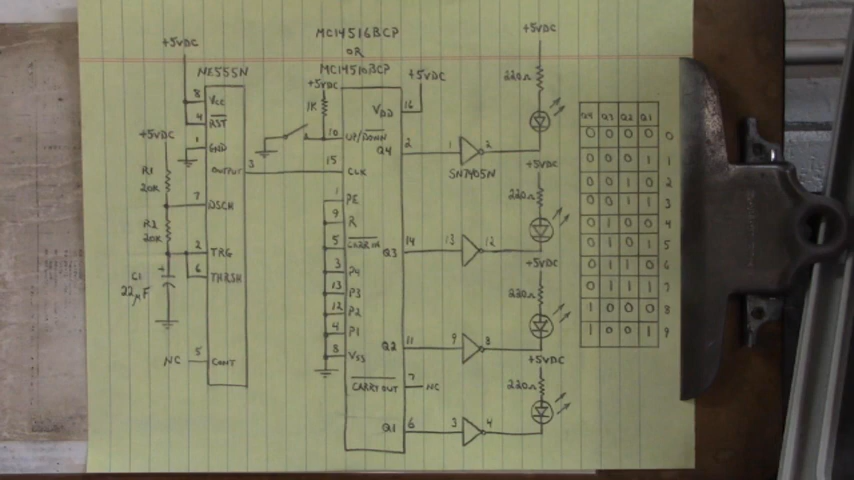 MC14516BCP
OR
MC14510BCP
+5VDC
NE555N
8 Vcc
4 RST
1 GND
OUTPUT 3
+5VDC
R1
20K
7 DSCH
R2
20K
2 TRG
6 THRSH
C1
+
22µF
NC 5 CONT
+5VDC
1K
10 UP/DOWN
15 CLK
1 PE
9 R
5 CARRY IN
3 P4
13 P3
12 P2
4 P1
8 Vss
+5VDC
VDD 16
Q4 2
Q3 14
Q2 11
CARRY OUT 7 NC
Q1 6
1 2
SN7405N
13 12
9 8
3 4
+5VDC
220Ω
+5VDC
220Ω
+5VDC
220Ω
+5VDC
220Ω
Q4 Q3 Q2 Q1
0 0 0 0 0
0 0 0 1 1
0 0 1 0 2
0 0 1 1 3
0 1 0 0 4
0 1 0 1 5
0 1 1 0 6
0 1 1 1 7
1 0 0 0 8
1 0 0 1 9